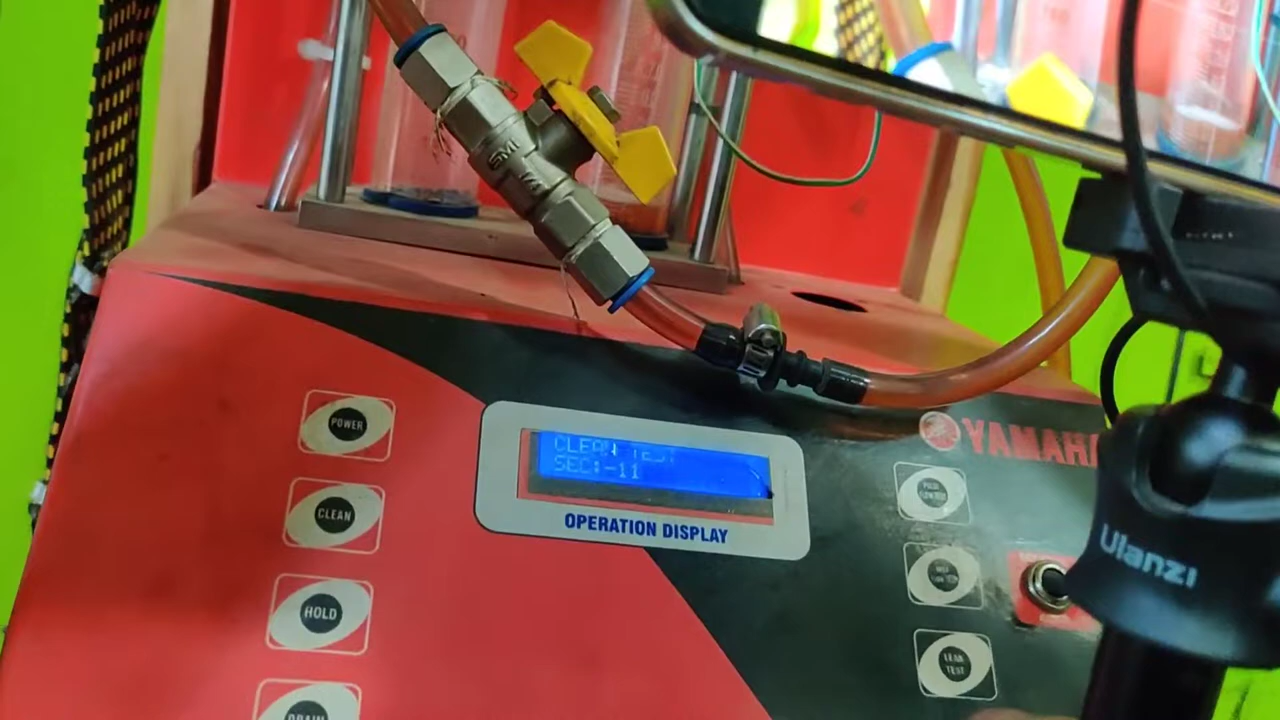 POWER
CLEAN
HOLD
DRAIN
CLEAN TEST
SEC:-11
OPERATION DISPLAY
YAMAHA
LEAK
TEST
Ulanzi